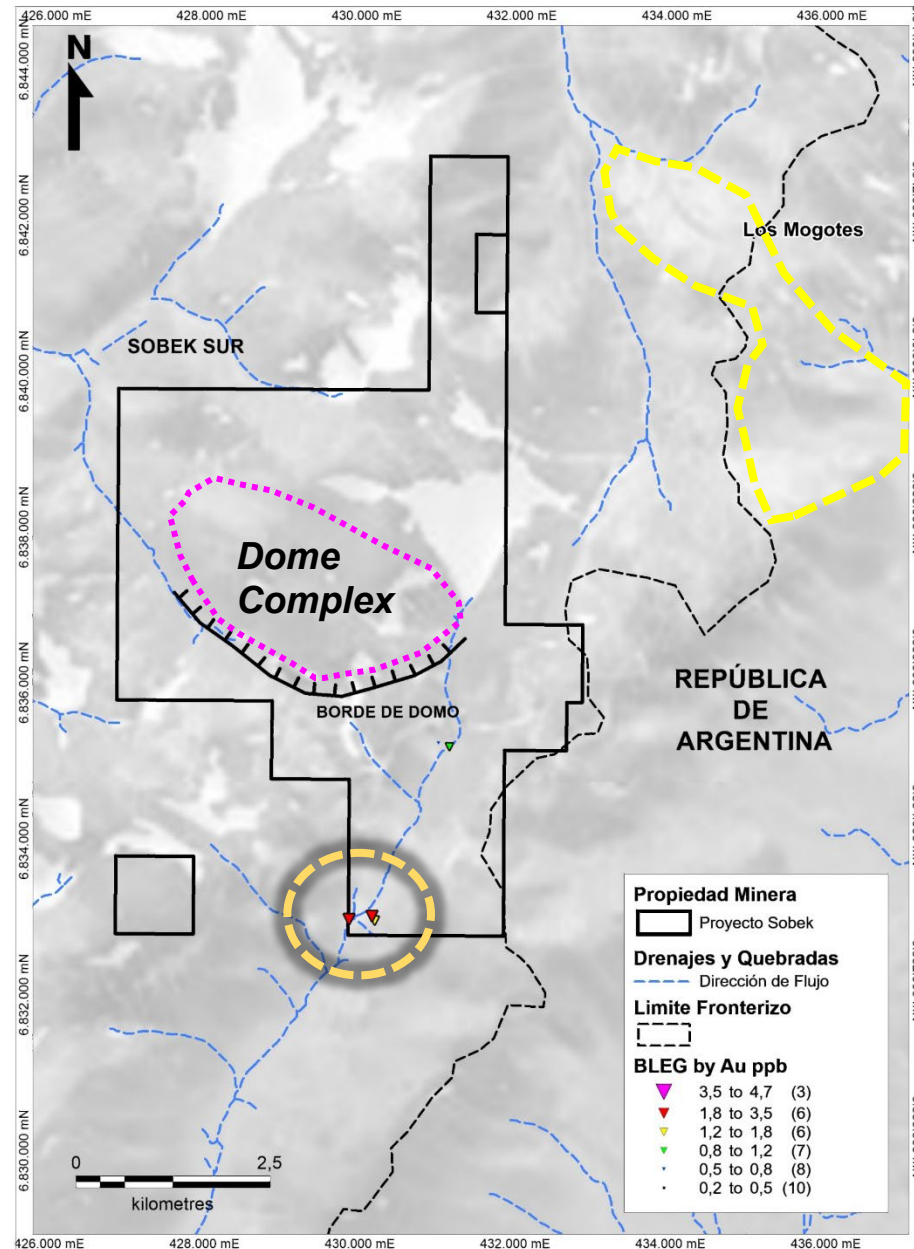 426.000 mE 428.000 mE 430.000 mE 432.000 mE 434.000 mE 436.000 mE
N
6.844.000 mN
6.842.000 mN
6.840.000 mN
6.838.000 mN
6.836.000 mN
6.834.000 mN
6.832.000 mN
6.830.000 mN
Los Mogotes
SOBEK SUR
Dome
Complex
BORDE DE DOMO
REPÚBLICA
DE
ARGENTINA
Propiedad Minera
Proyecto Sobek
Drenajes y Quebradas
Dirección de Flujo
Limite Fronterizo
BLEG by Au ppb
3,5 to 4,7 (3)
1,8 to 3,5 (6)
1,2 to 1,8 (6)
0,8 to 1,2 (7)
0,5 to 0,8 (8)
0,2 to 0,5 (10)
0 2,5
kilometres
426.000 mE 428.000 mE 430.000 mE 432.000 mE 434.000 mE 436.000 mE